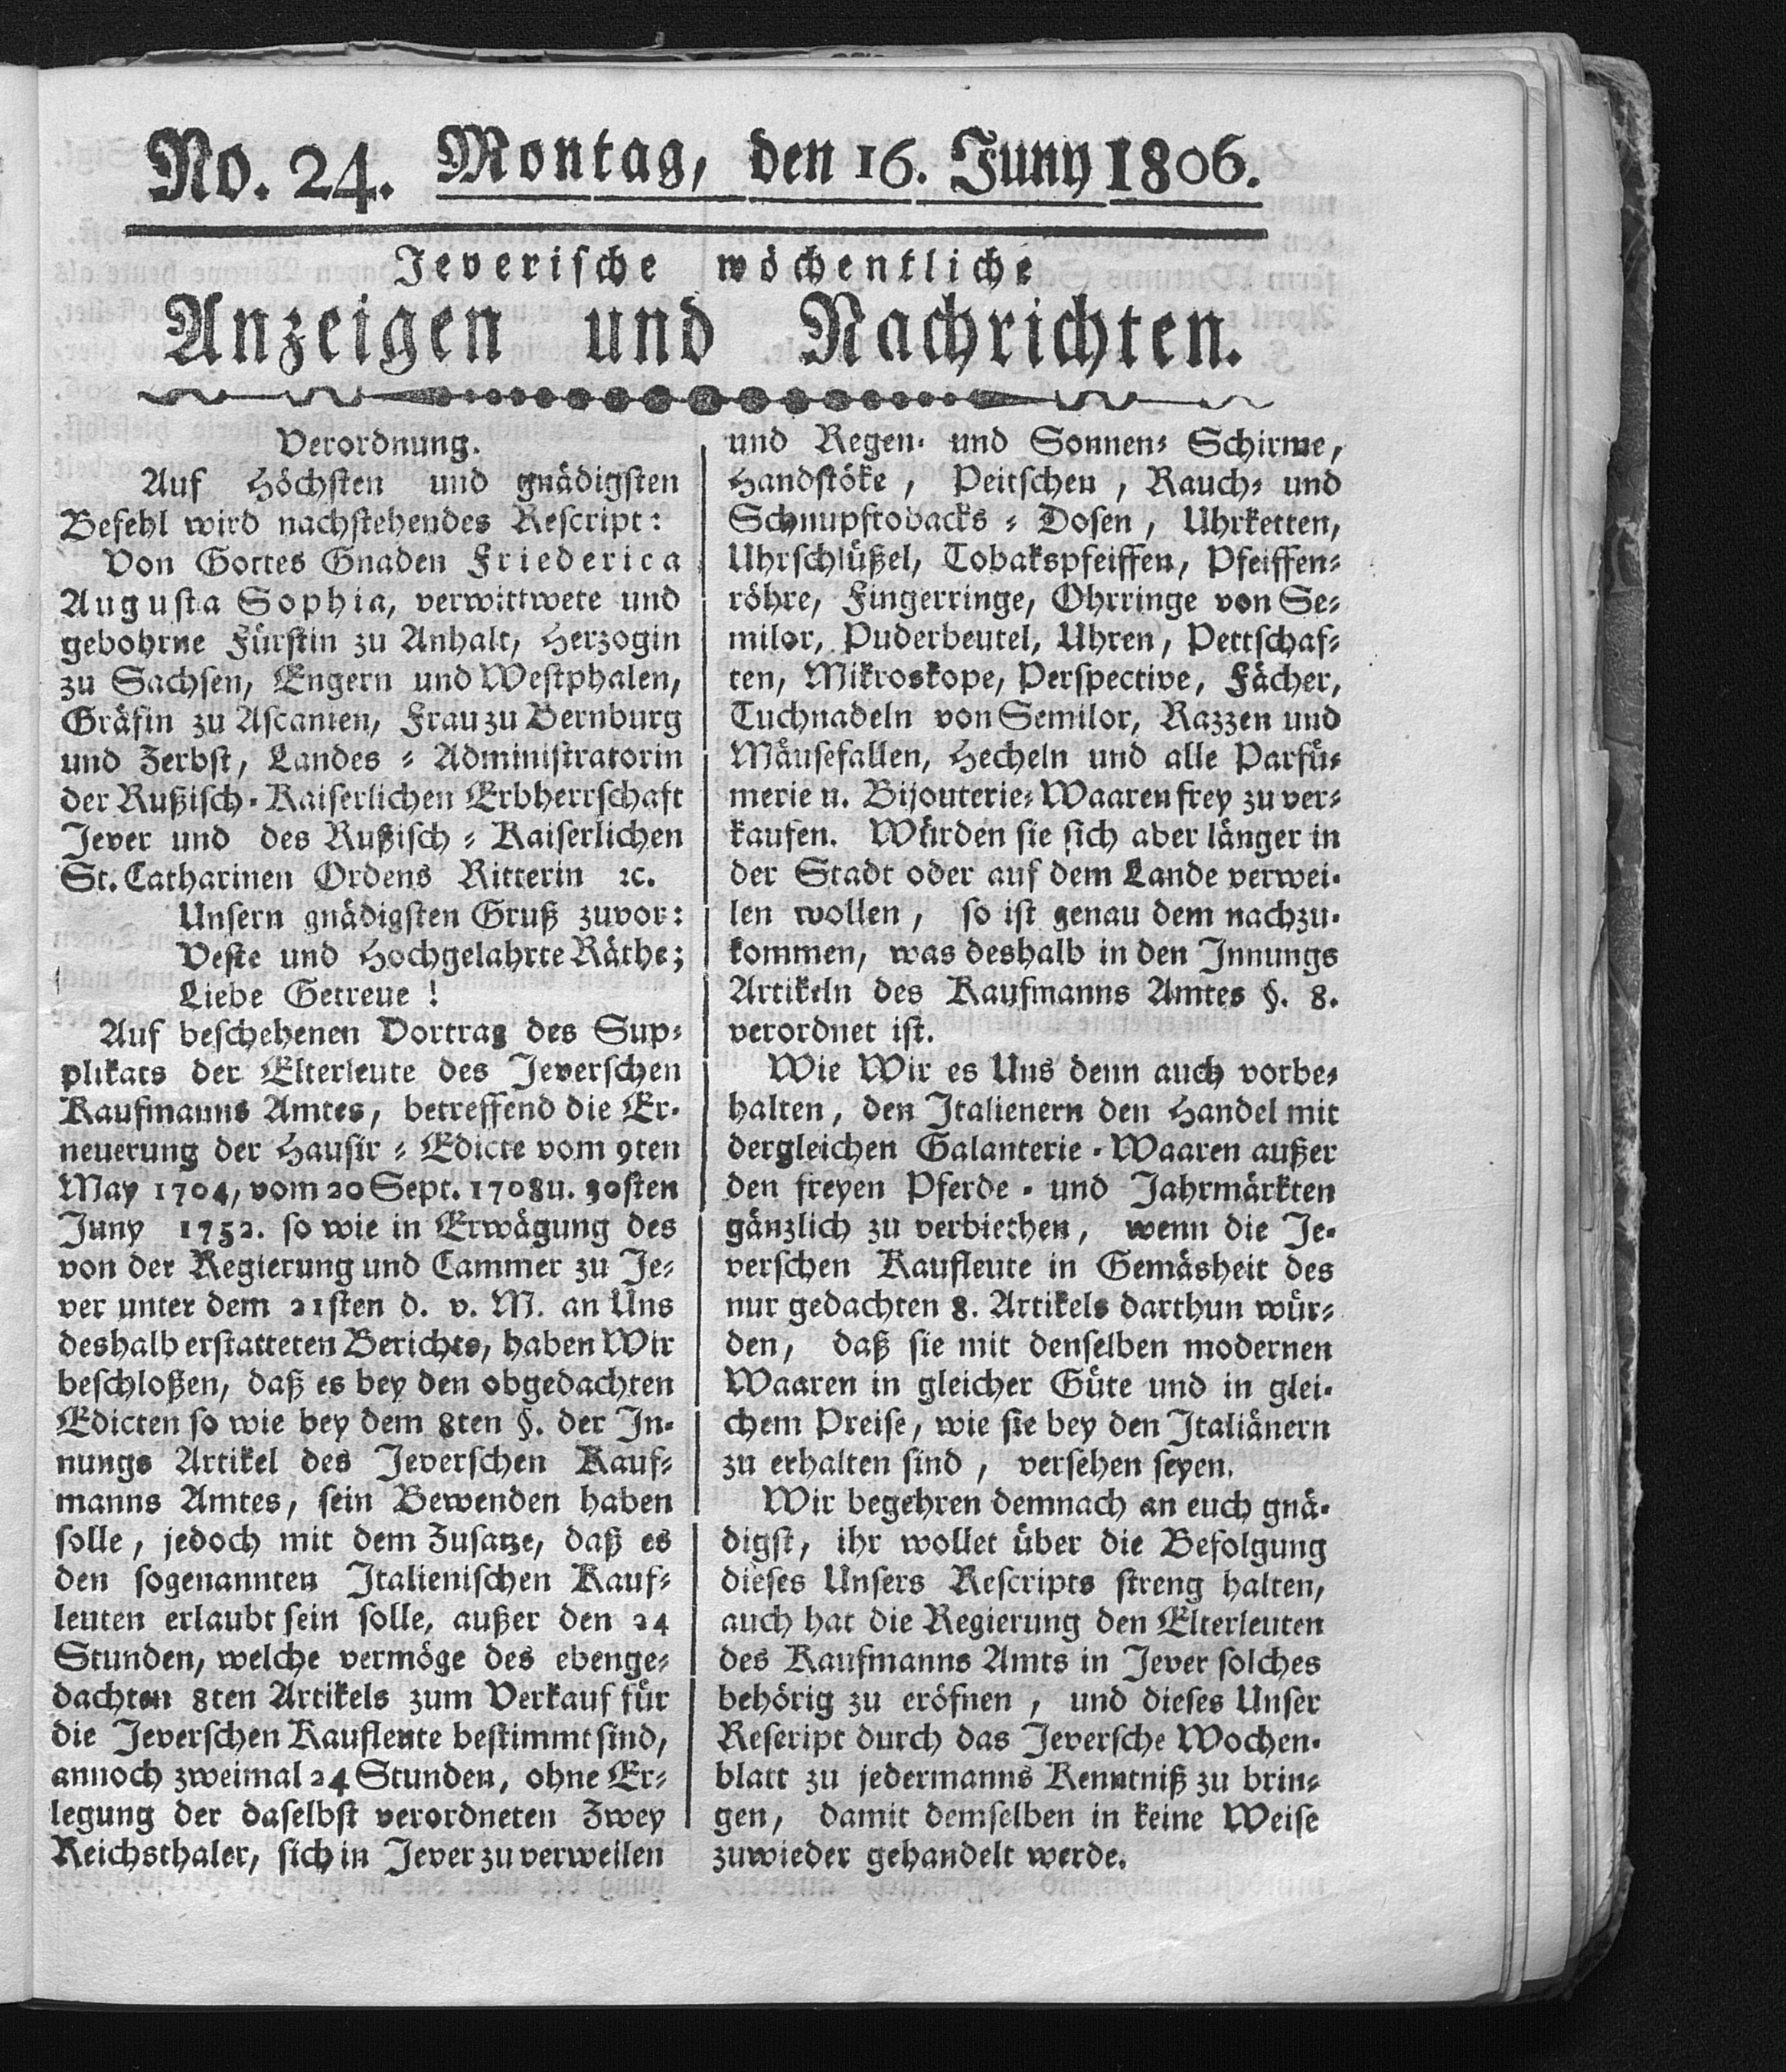 No. 24. Montag, den 16. Juny 1806.
Jeverische wöchentliche
Anzeigen und Nachrichten.
Verordnung.
Auf Höchsten und gnädigsten
Befehl wird nachstehendes Rescript:
Von Gottes Gnaden Friederica
Augusta Sophia, verwittwete und
gebohrne Fürstin zu Anhalt, Herzogin
zu Sachsen, Engern und Westphalen,
Gräfin zu Ascanien, Frau zu Bernburg
und Zerbst, Landes-Administratorin
der Rußisch-Kaiserlichen Erbherrschaft
Jever und des Rußisch-Kaiserlichen
St. Catharinen Ordens Ritterin ꝛc.
Unsern gnädigsten Gruß zuvor:
Veste und Hochgelahrte Räthe;
Liebe Getreue!
Auf beschehenen Vortrag des Sup-
plikats der Elterleute des Jeverschen
Kaufmanns Amtes, betreffend die Er-
neuerung der Hausir-Edicte vom 9ten
May 1704, vom 20 Sept. 1708 u. 30sten
Juny 1752. so wie in Erwägung des
von der Regierung und Cammer zu Je-
ver unter dem 21sten d. v. M. an Uns
deshalb erstatteten Berichts, haben Wir
beschloßen, daß es bey den obgedachten
Edicten so wie bey dem 8ten §. der In-
nungs Artikel des Jeverschen Kauf-
manns Amtes, sein Bewenden haben
solle, jedoch mit dem Zusatze, daß es
den sogenannten Italienischen Kauf-
leuten erlaubt sein solle, außer den 24
Stunden, welche vermöge des ebenge-
dachten 8ten Artikels zum Verkauf für
die Jeverschen Kaufleute bestimmt sind,
annoch zweimal 24 Stunden, ohne Er-
legung der daselbst verordneten Zwey
Reichsthaler, sich in Jever zu verweilen
und Regen- und Sonnen-Schirme,
Handstöke, Peitschen, Rauch- und
Schnupftobacks-Dosen, Uhrketten,
Uhrschlüßel, Tobakspfeiffen, Pfeiffen-
röhre, Fingerringe, Ohrringe von Se-
milor, Puderbeutel, Uhren, Pettschaf-
ten, Mikroskope, Perspective, Fächer,
Tuchnadeln von Semilor, Razzen und
Mäusefallen, Hecheln und alle Parfü-
merie u. Bijouterie-Waaren frey zu ver-
kaufen. Würden sie sich aber länger in
der Stadt oder auf dem Lande verwei-
len wollen, so ist genau dem nachzu-
kommen, was deshalb in den Innungs
Artikeln des Kaufmanns Amtes §. 8.
verordnet ist.
Wie Wir es Uns denn auch vorbe-
halten, den Italienern den Handel mit
dergleichen Galanterie-Waaren außer
den freyen Pferde- und Jahrmärkten
gänzlich zu verbiethen, wenn die Je-
verschen Kaufleute in Gemäsheit des
nur gedachten 8. Artikels darthun wür-
den, daß sie mit denselben modernen
Waaren in gleicher Güte und in glei-
chem Preise, wie sie bey den Italiänern
zu erhalten sind, versehen seyen.
Wir begehren demnach an euch gnä-
digst, ihr wollet über die Befolgung
dieses Unsers Rescripts streng halten,
auch hat die Regierung den Elterleuten
des Kaufmanns Amts in Jever solches
behörig zu eröfnen, und dieses Unser
Reseript durch das Jeversche Wochen-
blatt zu jedermanns Kenntniß zu brin-
gen, damit demselben in keine Weise
zuwieder gehandelt werde.